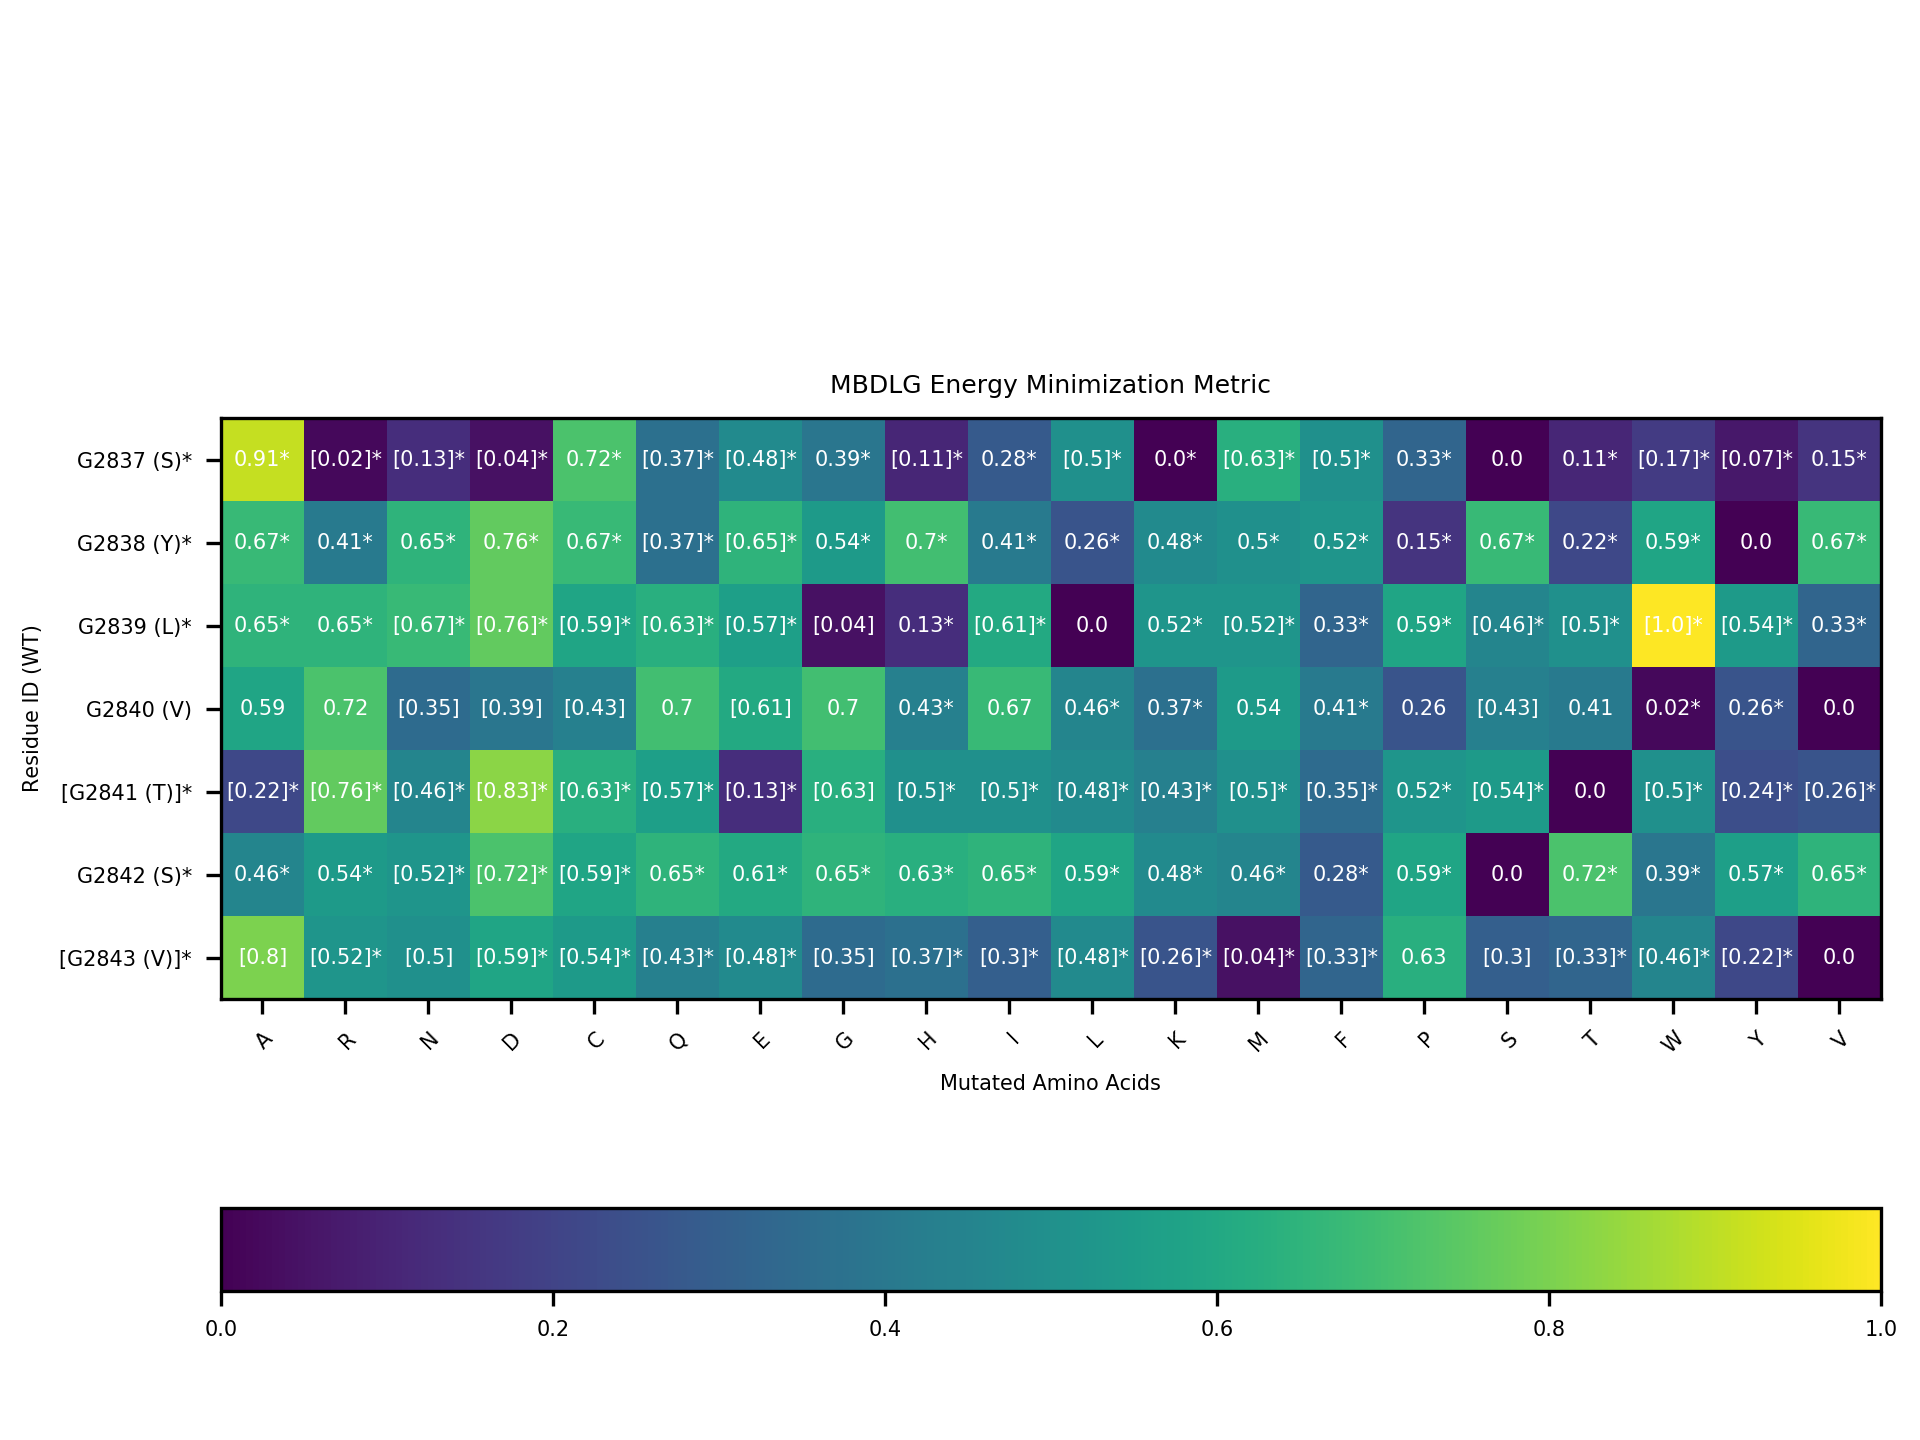 MBDLG Energy Minimization Metric
Residue ID (WT)
G2837 (S)* 0.91* [0.02]* [0.13]* [0.04]* 0.72* [0.37]* [0.48]* 0.39* [0.11]* 0.28* [0.5]* 0.0* [0.63]* [0.5]* 0.33* 0.0 0.11* [0.17]* [0.07]* 0.15*
G2838 (Y)* 0.67* 0.41* 0.65* 0.76* 0.67* [0.37]* [0.65]* 0.54* 0.7* 0.41* 0.26* 0.48* 0.5* 0.52* 0.15* 0.67* 0.22* 0.59* 0.0 0.67*
G2839 (L)* 0.65* 0.65* [0.67]* [0.76]* [0.59]* [0.63]* [0.57]* [0.04] 0.13* [0.61]* 0.0 0.52* [0.52]* 0.33* 0.59* [0.46]* [0.5]* [1.0]* [0.54]* 0.33*
G2840 (V) 0.59 0.72 [0.35] [0.39] [0.43] 0.7 [0.61] 0.7 0.43* 0.67 0.46* 0.37* 0.54 0.41* 0.26 [0.43] 0.41 0.02* 0.26* 0.0
[G2841 (T)]* [0.22]* [0.76]* [0.46]* [0.83]* [0.63]* [0.57]* [0.13]* [0.63] [0.5]* [0.5]* [0.48]* [0.43]* [0.5]* [0.35]* 0.52* [0.54]* 0.0 [0.5]* [0.24]* [0.26]*
G2842 (S)* 0.46* 0.54* [0.52]* [0.72]* [0.59]* 0.65* 0.61* 0.65* 0.63* 0.65* 0.59* 0.48* 0.46* 0.28* 0.59* 0.0 0.72* 0.39* 0.57* 0.65*
[G2843 (V)]* [0.8] [0.52]* [0.5] [0.59]* [0.54]* [0.43]* [0.48]* [0.35] [0.37]* [0.3]* [0.48]* [0.26]* [0.04]* [0.33]* 0.63 [0.3] [0.33]* [0.46]* [0.22]* 0.0
A R N D C Q E G H I L K M F P S T W Y V
Mutated Amino Acids
0.0 0.2 0.4 0.6 0.8 1.0